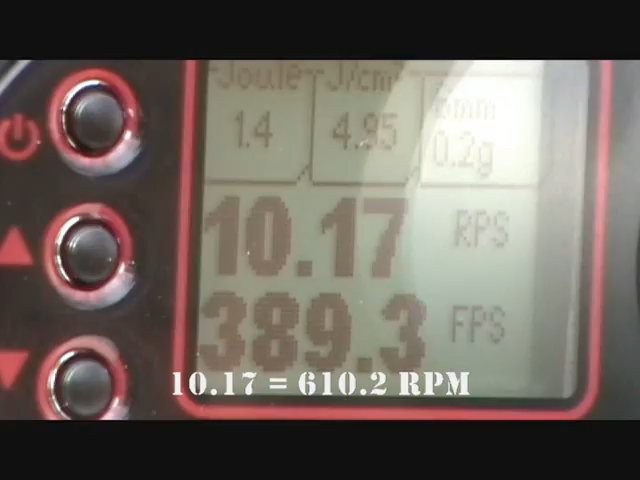 Joule J/cm²
6mm
1.4 4.95 0.2g
10.17 RPS
389.3 FPS
10.17 = 610.2 RPM